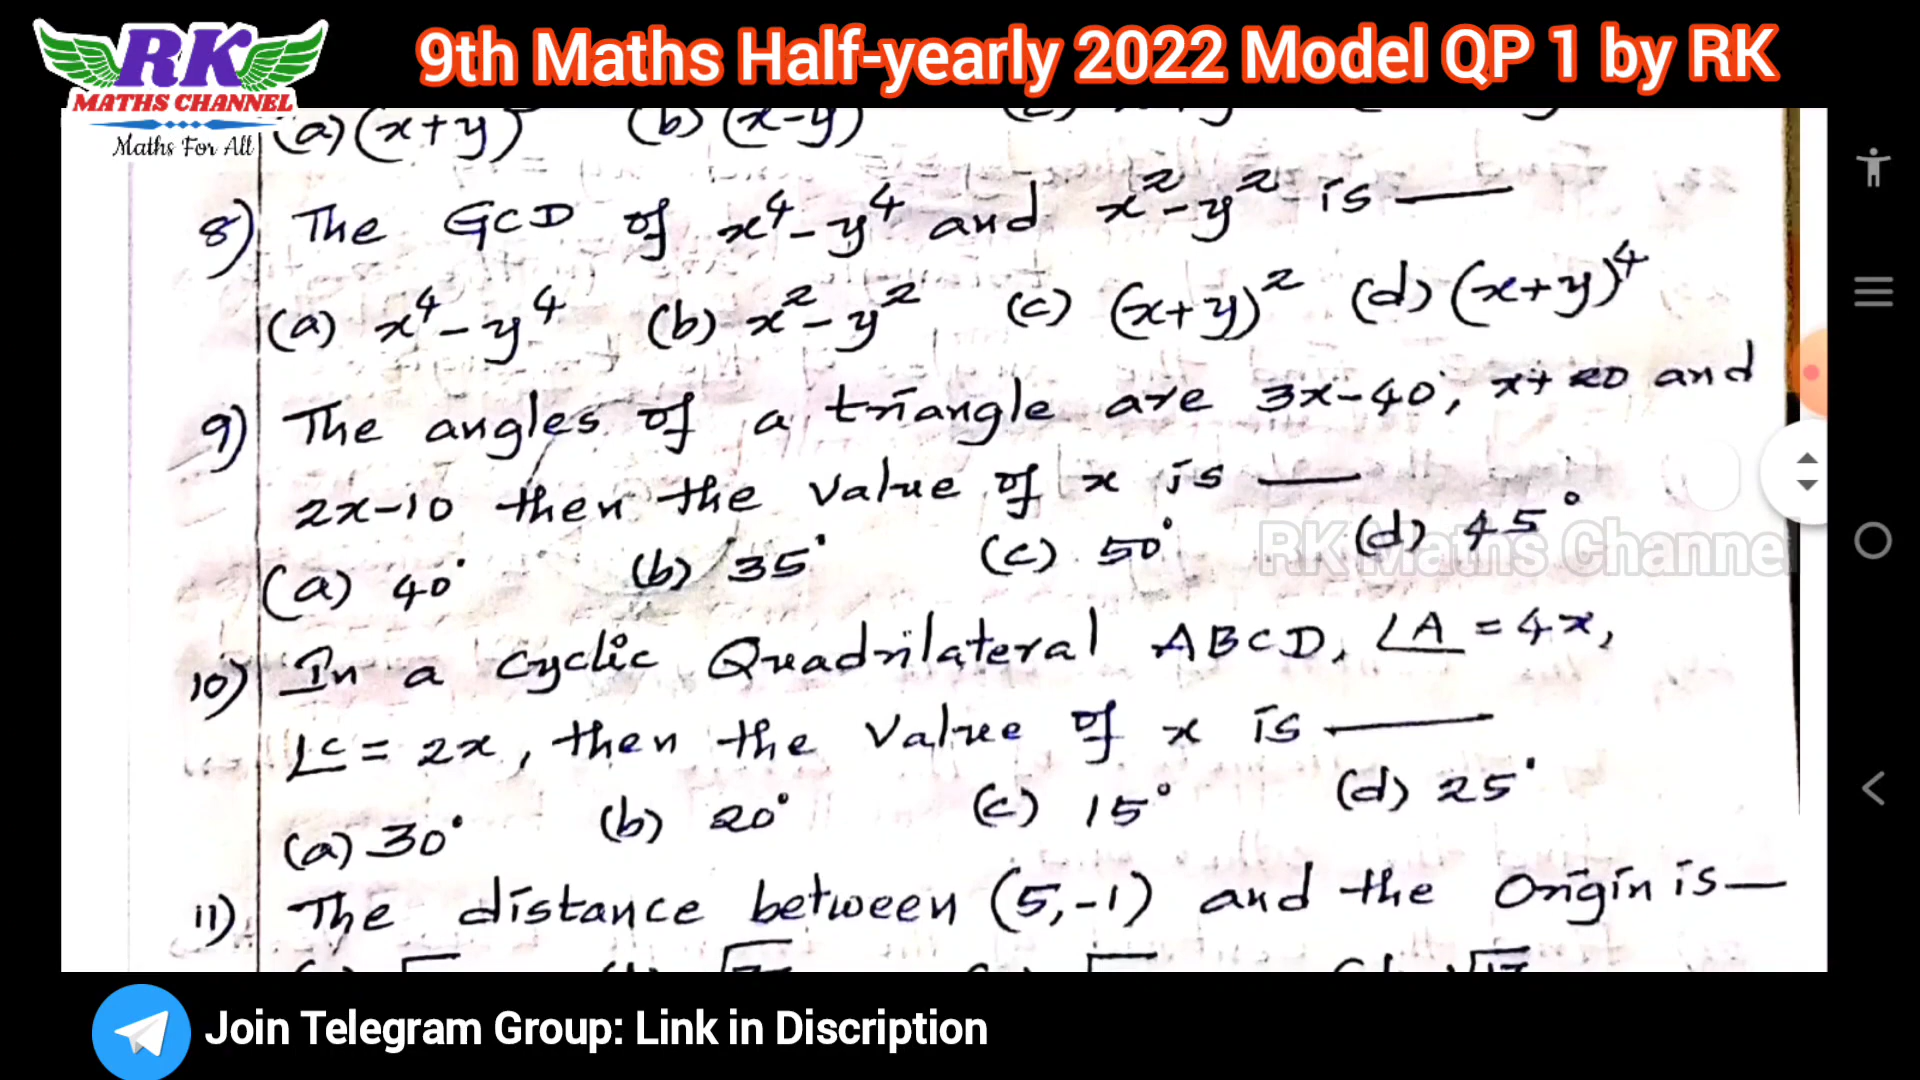 RK
MATHS CHANNEL
Maths For All
9th Maths Half-yearly 2022 Model QP 1 by RK
(a) (x+y) (b) (x-y)
8) The GCD of x⁴-y⁴ and x²-y² is —
(a) x⁴-y⁴ (b) x²-y² (c) (x+y)² (d) (x+y)⁴
9) The angles of a triangle are 3x-40, x+20 and
2x-10 then the value of x is —
(a) 40° (b) 35° (c) 50° (d) 45°
RK Maths Channel
10) In a cyclic Quadrilateral ABCD, ∠A = 4x,
∠C = 2x, then the value of x is —
(a) 30° (b) 20° (c) 15° (d) 25°
11) The distance between (5,-1) and the Origin is —
Join Telegram Group: Link in Discription